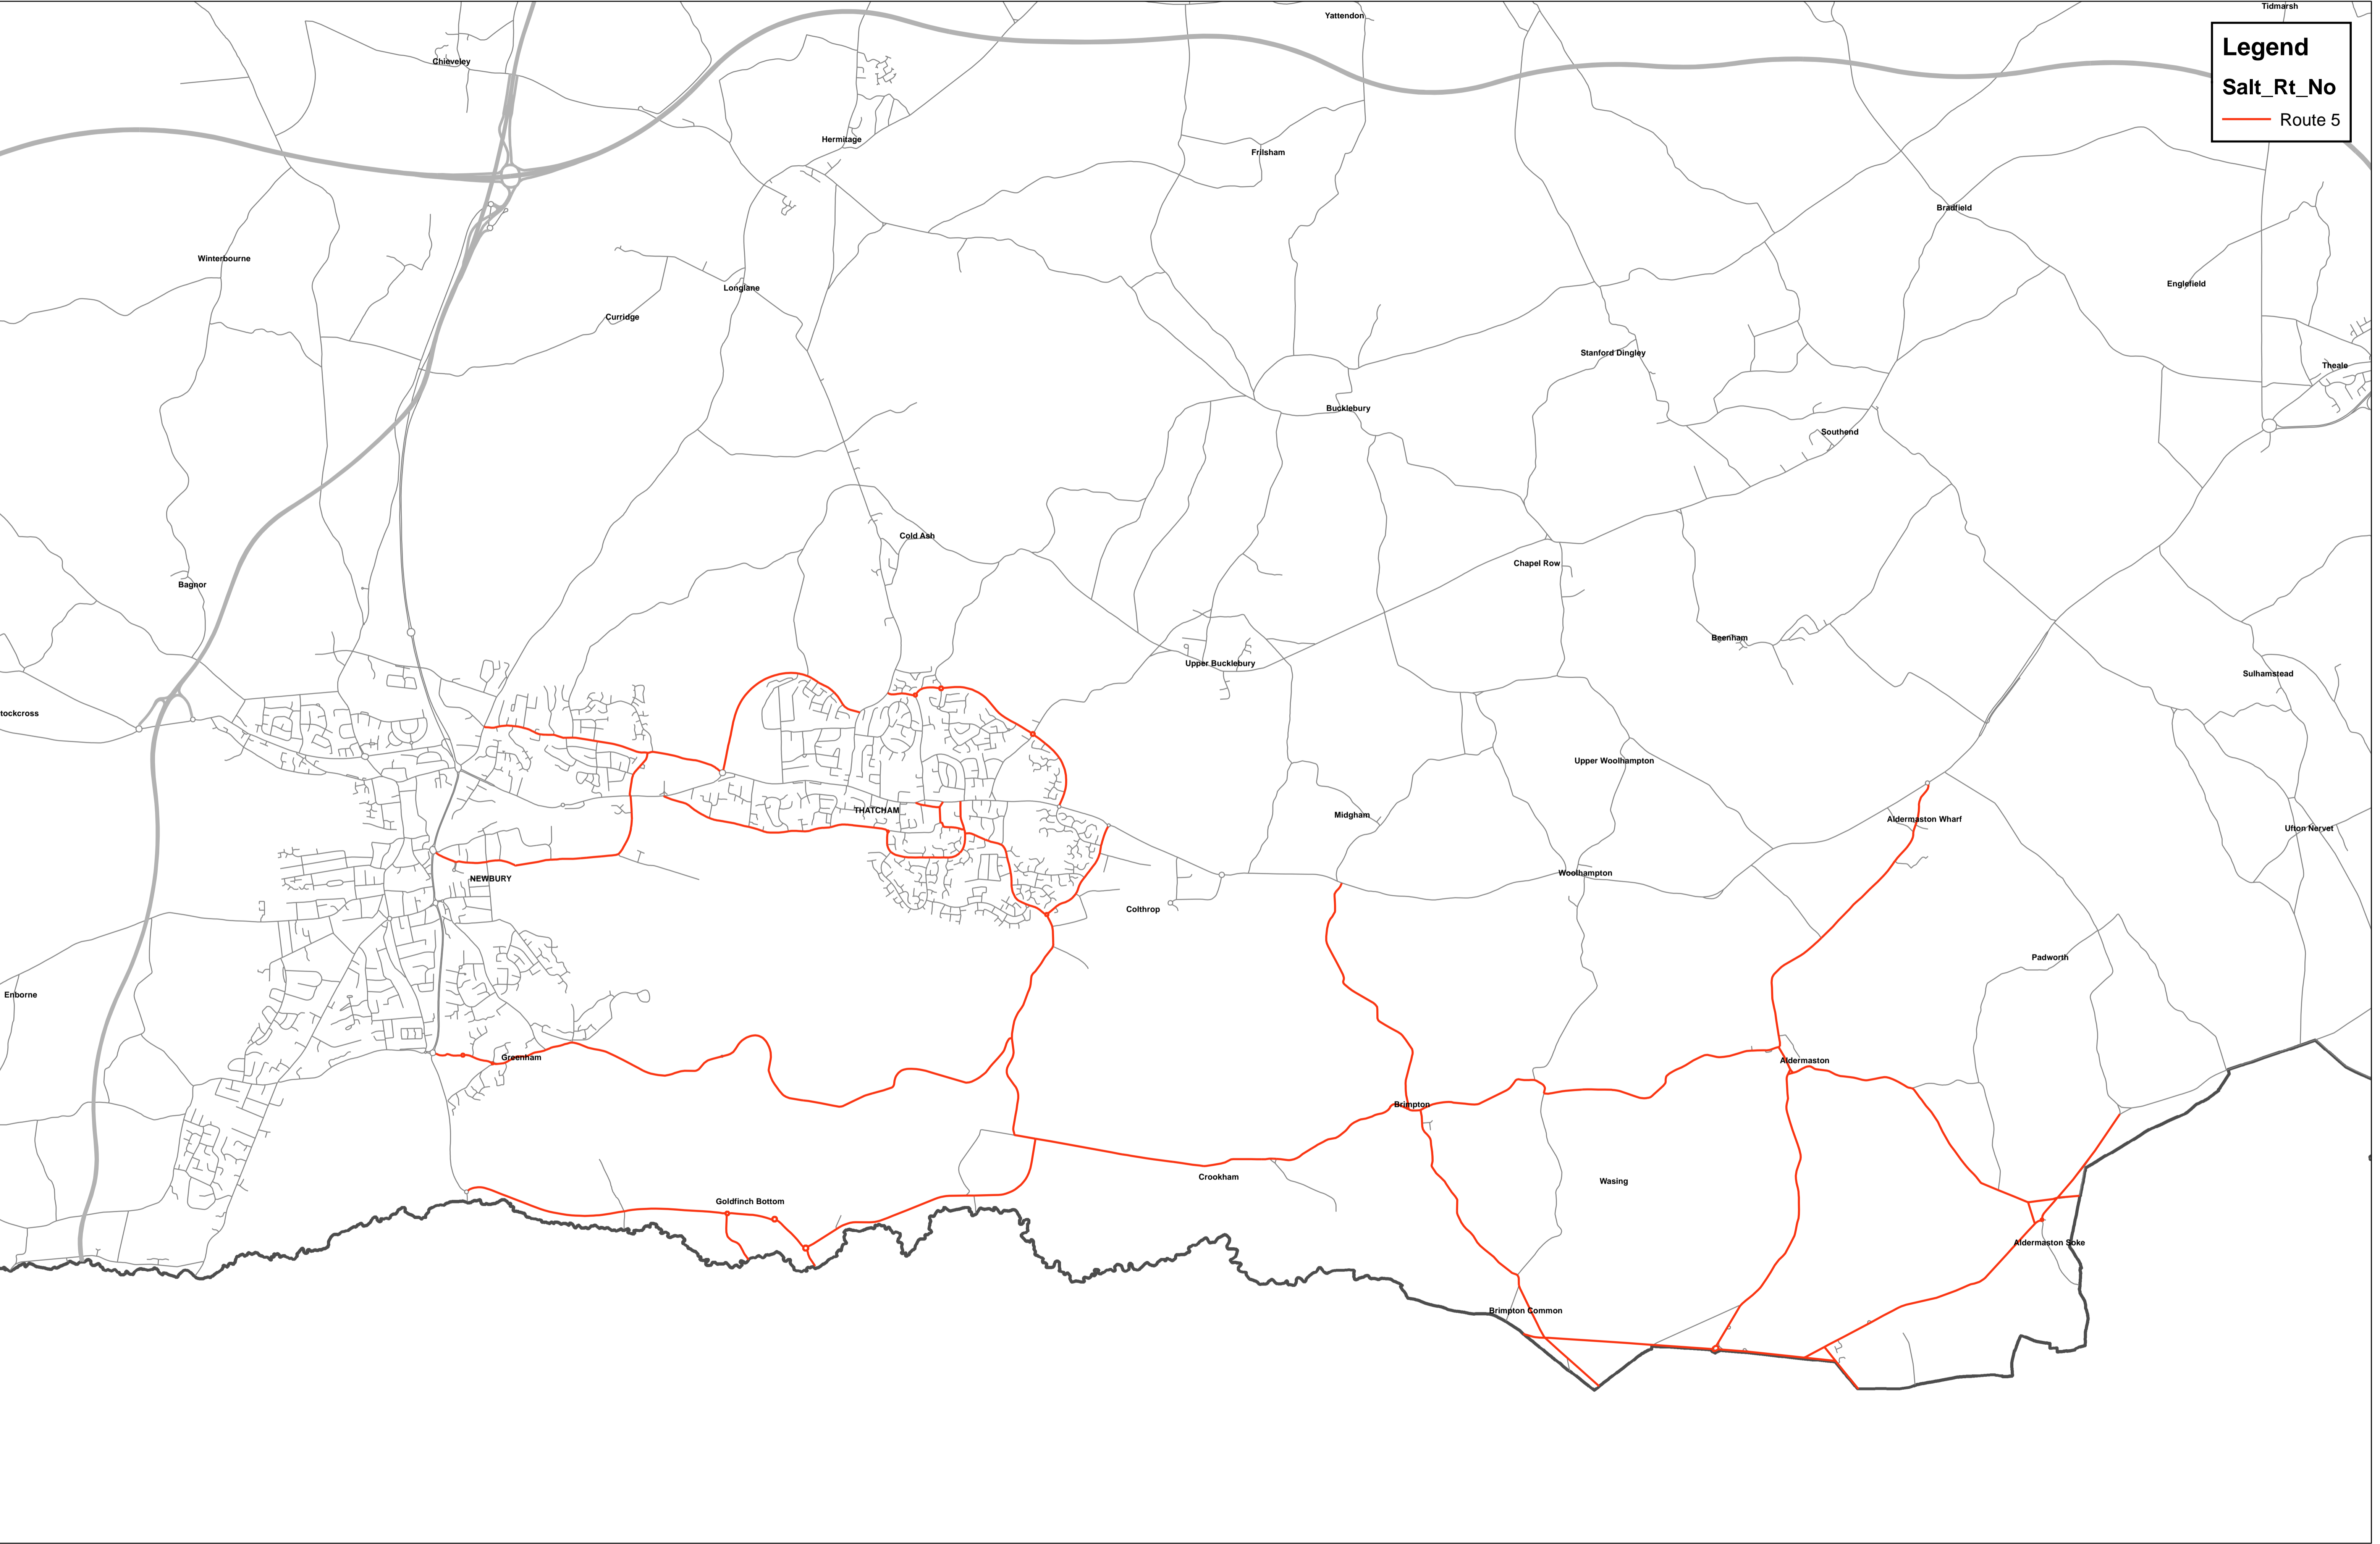 Yattendon
Tidmarsh
Legend
Salt_Rt_No
Route 5
Chieveley
Hermitage
Frilsham
Bradfield
Winterbourne
Longlane
Englefield
Curridge
Stanford Dingley
Theale
Bucklebury
Southend
Cold Ash
Chapel Row
Bagnor
Beenham
Upper Bucklebury
Sulhamstead
tockcross
Upper Woolhampton
THATCHAM
Midgham
Aldermaston Wharf
Ufton Nervet
Woolhampton
NEWBURY
Colthrop
Padworth
Enborne
Greenham
Aldermaston
Brimpton
Crookham
Wasing
Goldfinch Bottom
Aldermaston Soke
Brimpton Common